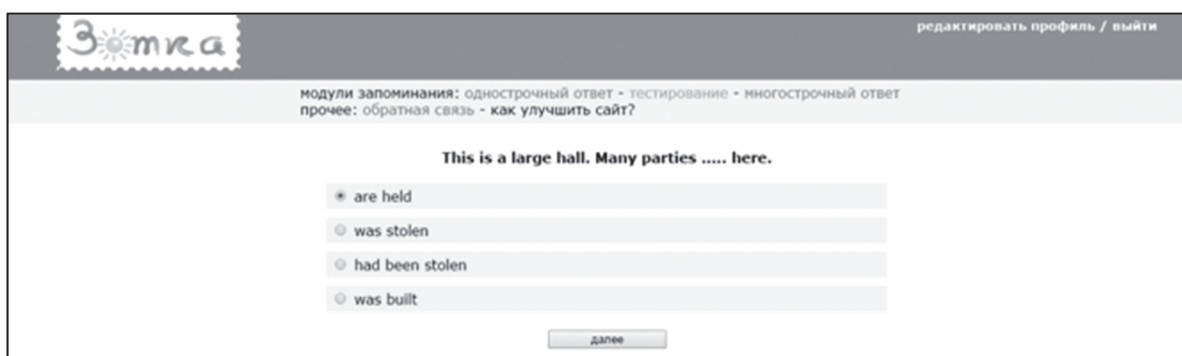 Зотка
редактировать профиль / выйти
модули запоминания: однострочный ответ - тестирование - многострочный ответ
прочее: обратная связь - как улучшить сайт?
This is a large hall. Many parties ..... here.
are held
was stolen
had been stolen
was built
далее